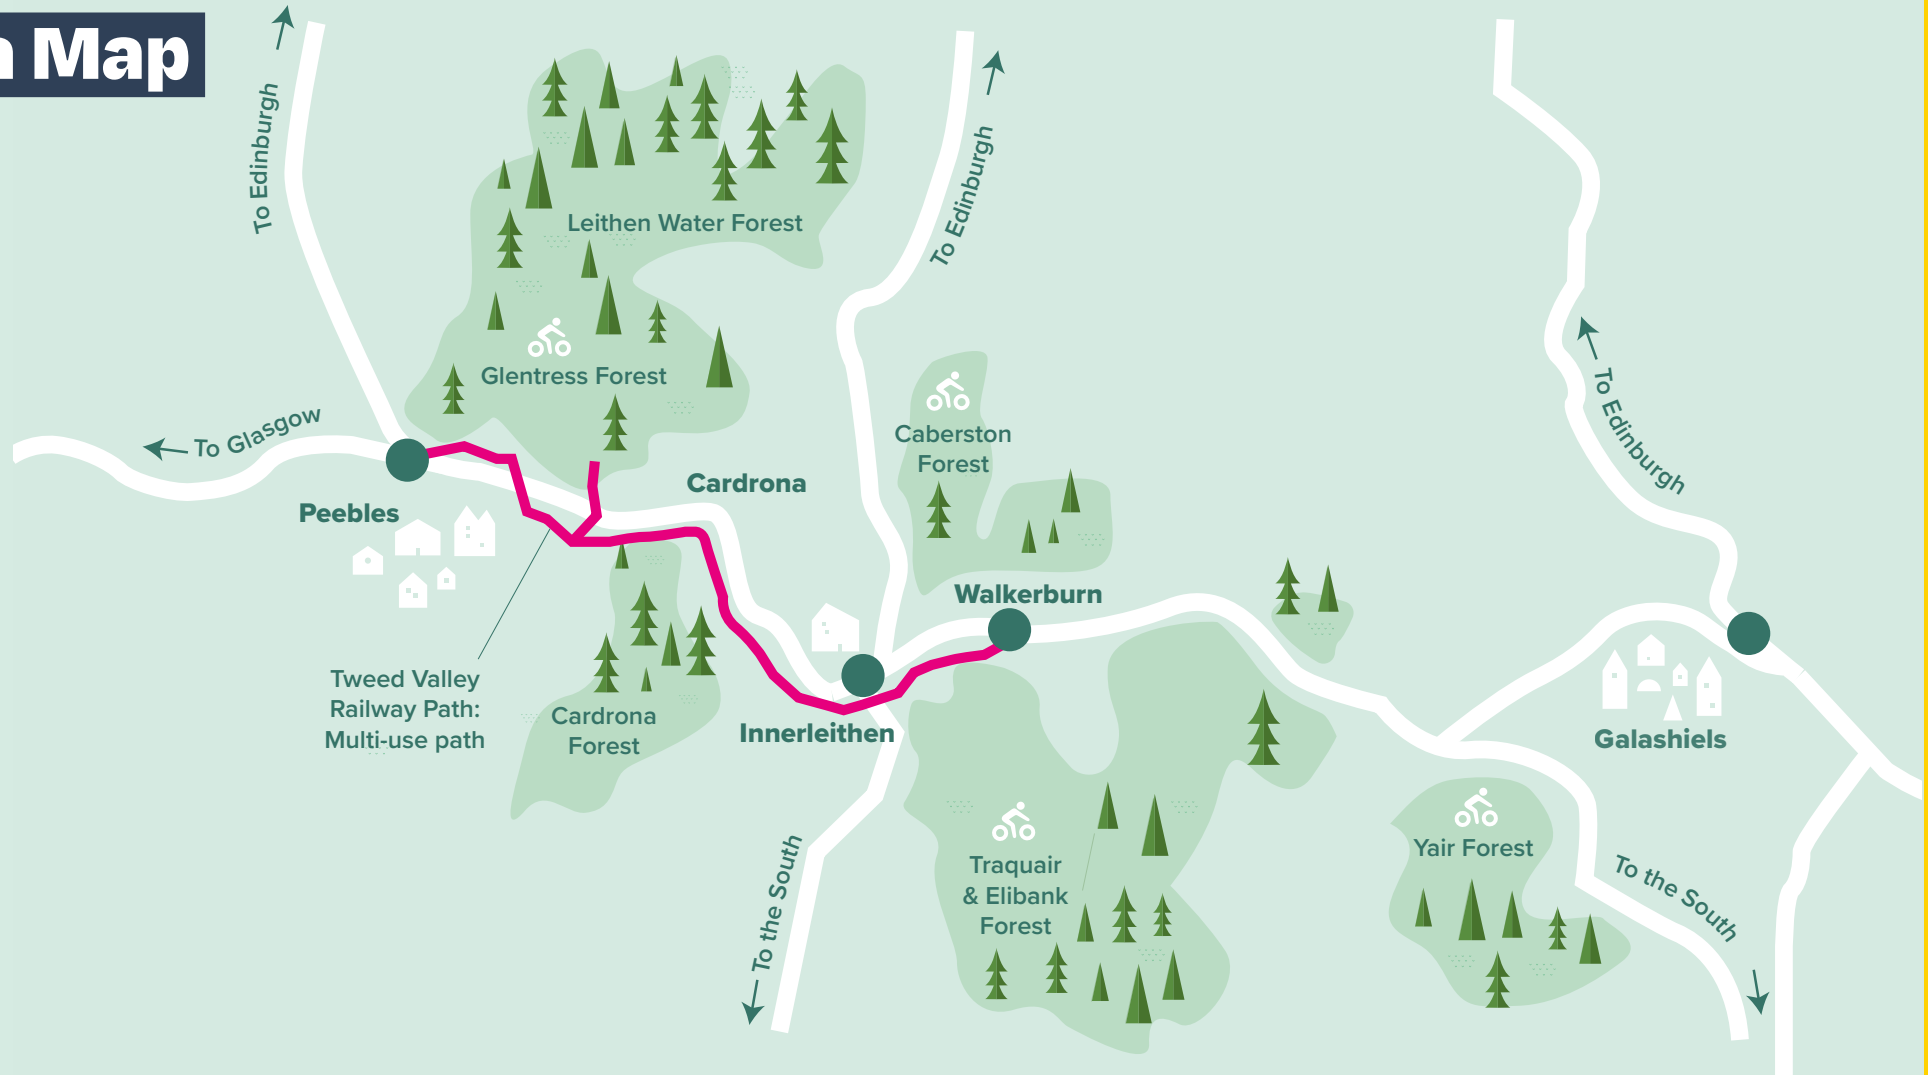 Map
To Edinburgh
To Edinburgh
Leithen Water Forest
To Edinburgh
Glentress Forest
To Glasgow
Caberston
Forest
Cardrona
Peebles
Walkerburn
Tweed Valley
Railway Path:
Multi-use path
Cardrona
Forest
Innerleithen
Galashiels
Traquair
& Elibank
Forest
Yair Forest
To the South
To the South